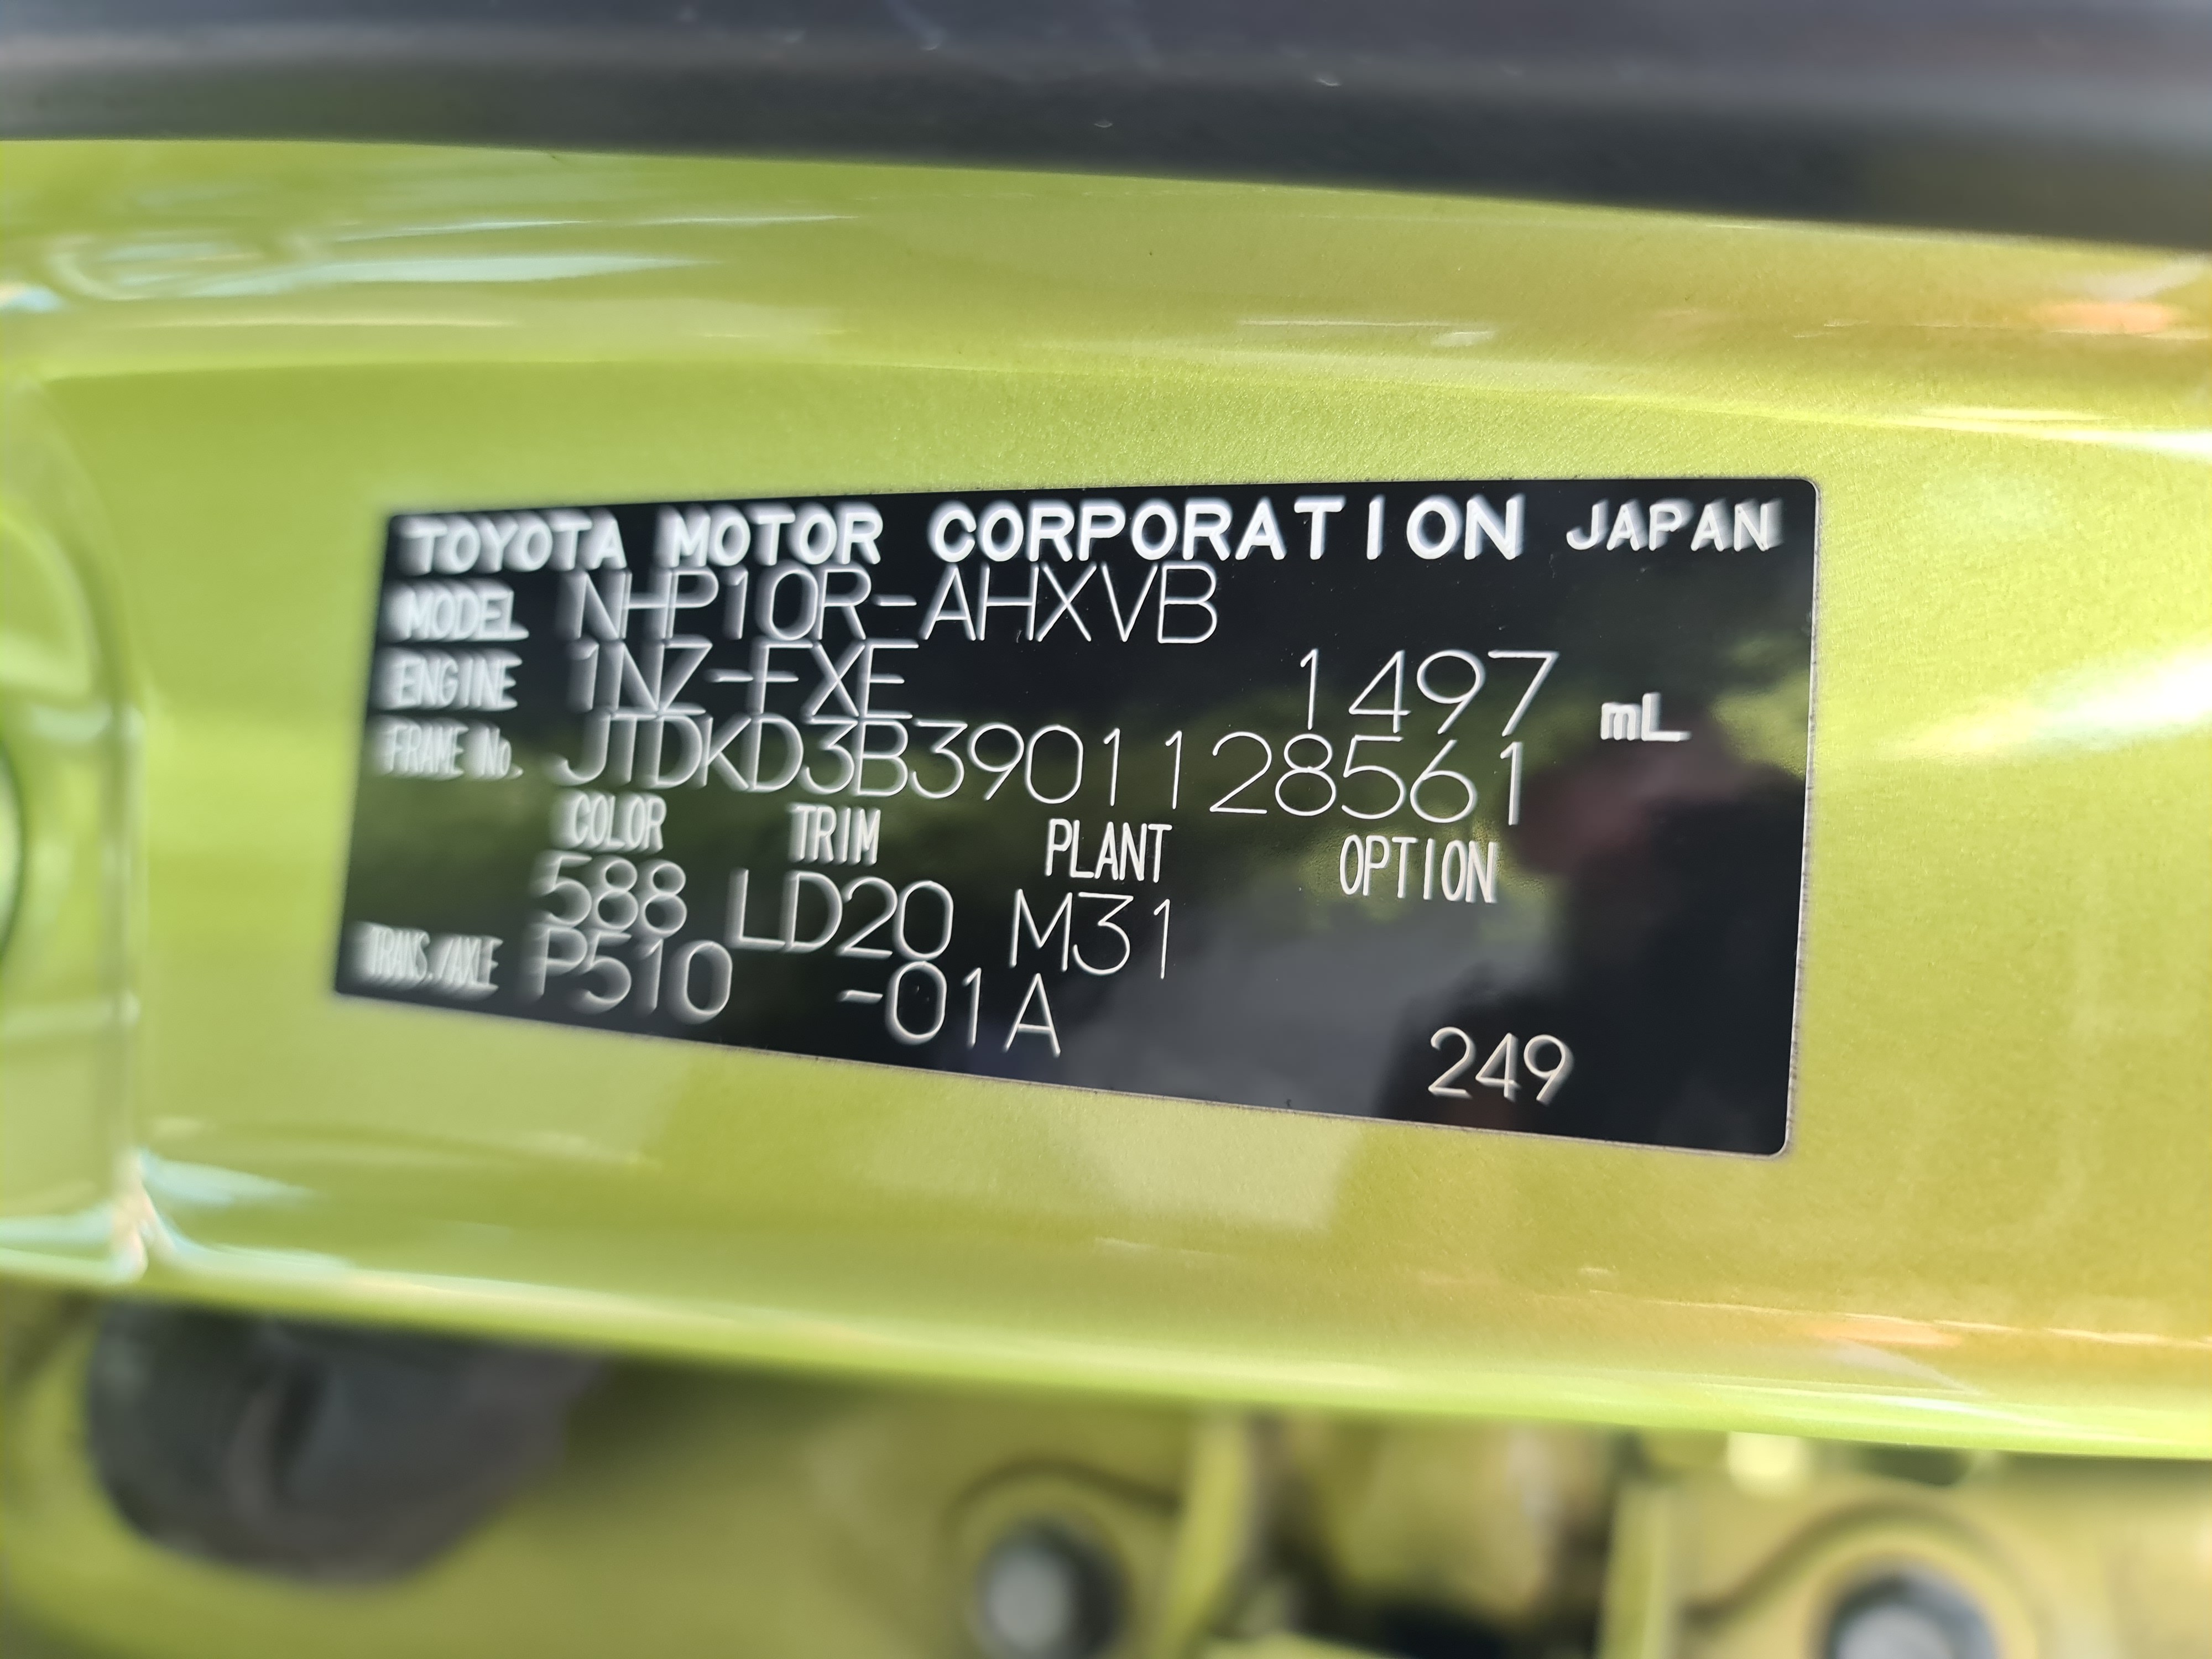 TOYOTA MOTOR CORPORATION JAPAN
MODEL NHP10R-AHXVB
ENGINE 1NZ-FXE 1497 mL
FRAME No. JTDKD3B3901128561
COLOR TRIM PLANT OPTION
588 LD20 M31
TRANS./AXLE P510 -01A
249